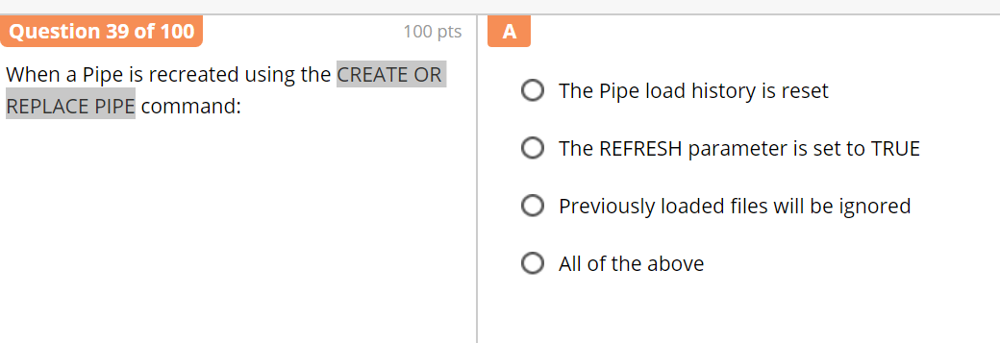 Question 39 of 100
100 pts
When a Pipe is recreated using the CREATE OR
REPLACE PIPE command:
A
The Pipe load history is reset
The REFRESH parameter is set to TRUE
Previously loaded files will be ignored
All of the above